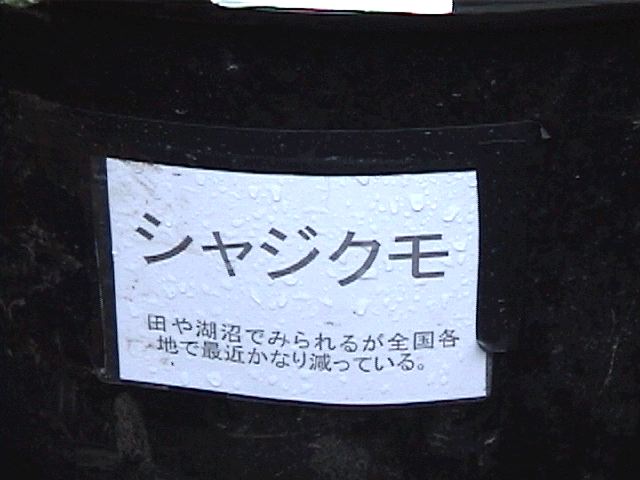 シャジクモ
田や湖沼でみられるが全国各
地で最近かなり減っている。